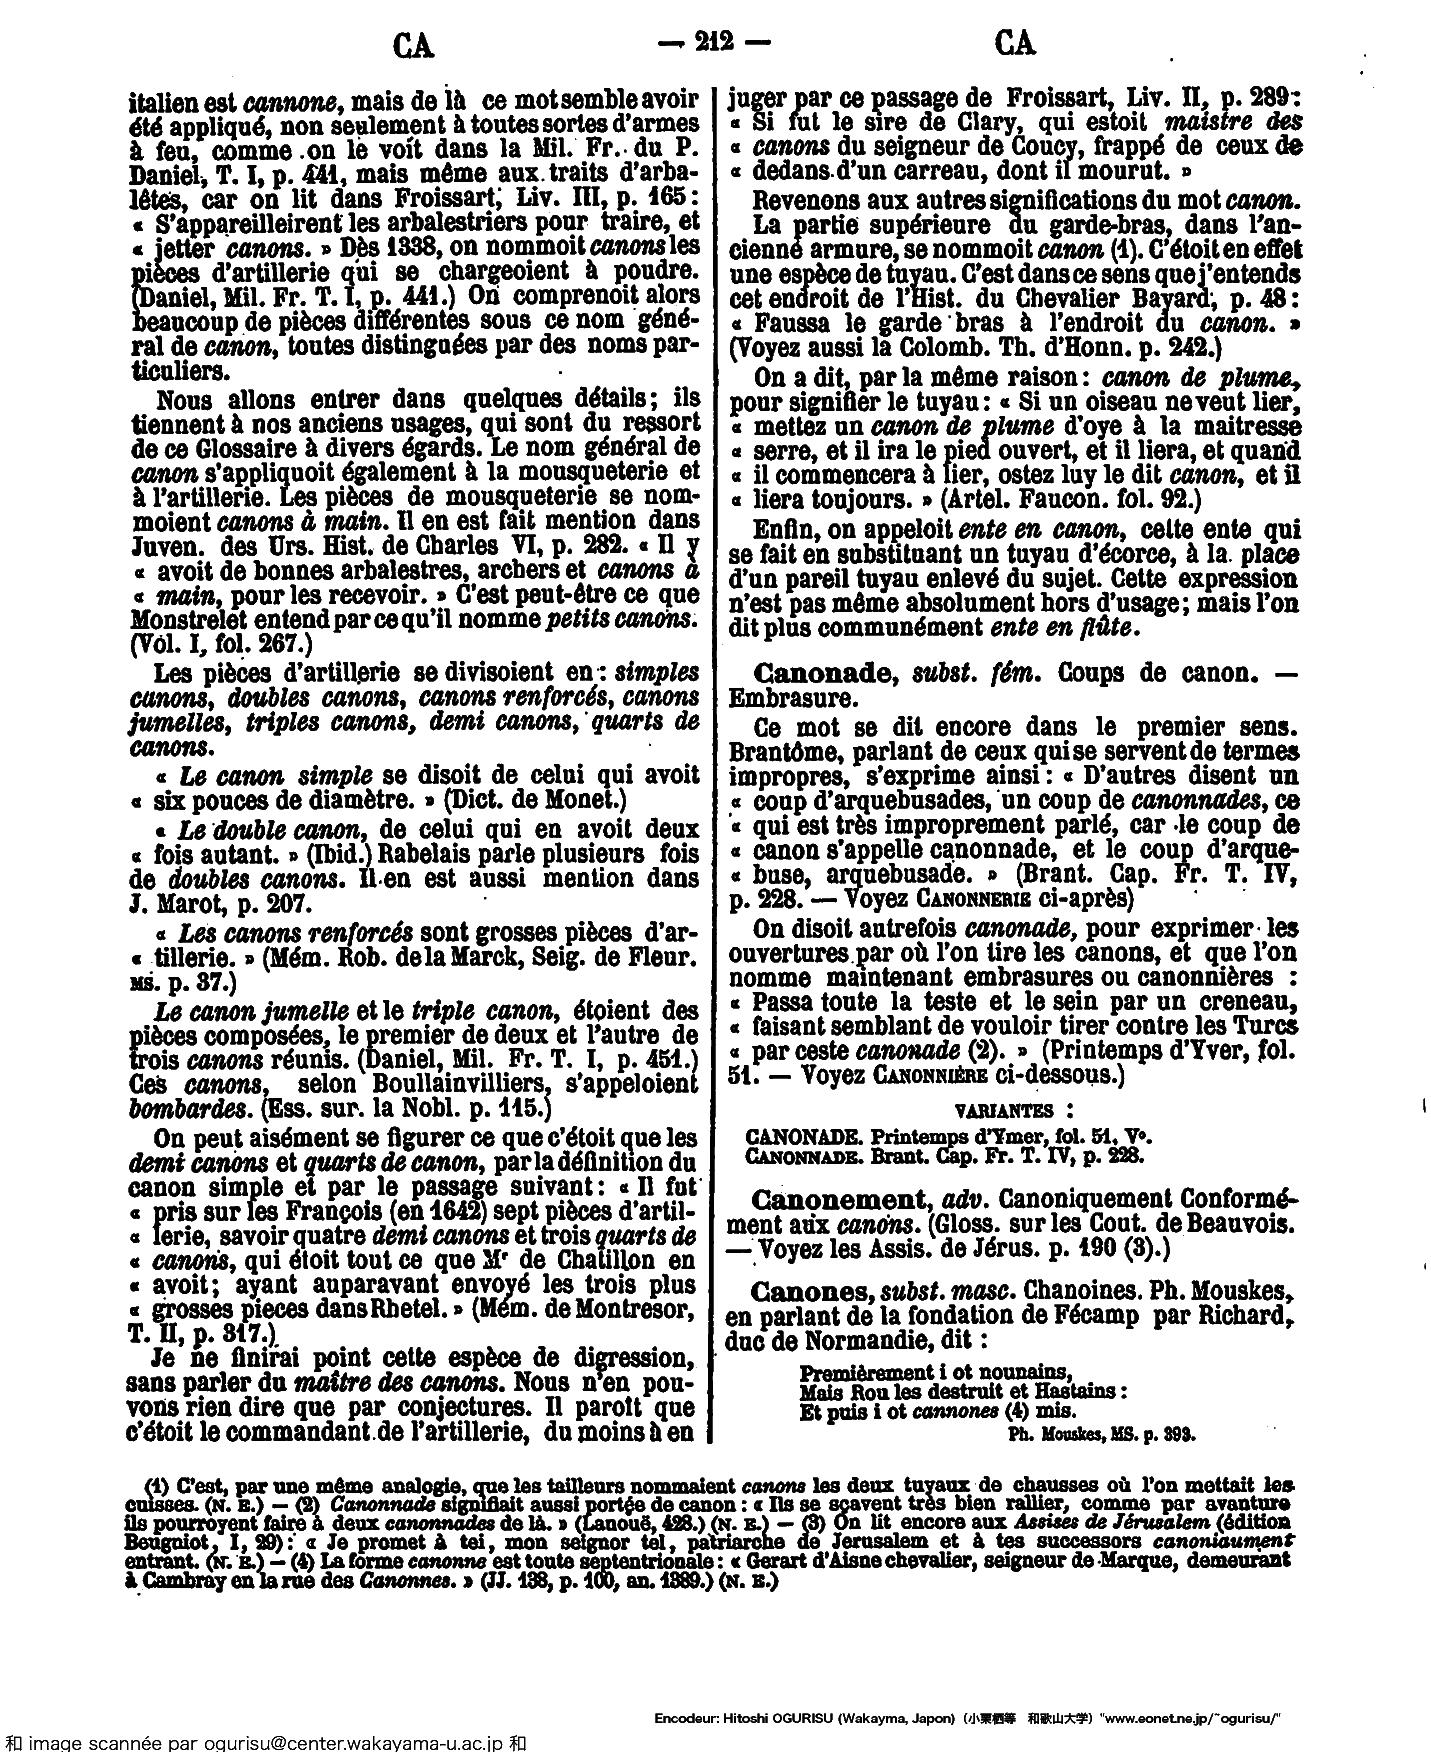 CA — 212 — CA
italien est cannone, mais de là ce mot semble avoir
été appliqué, non seulement à toutes sortes d'armes
à feu, comme on le voit dans la Mil. Fr. du P.
Daniel, T. I, p. 441, mais même aux traits d'arba-
lêtes, car on lit dans Froissart, Liv. III, p. 165 :
« S'appareilleirent les arbalestriers pour traire, et
« jetter canons. » Dès 1338, on nommoit canons les
pièces d'artillerie qui se chargeoient à poudre.
(Daniel, Mil. Fr. T. I, p. 441.) On comprenoit alors
beaucoup de pièces différentes sous ce nom géné-
ral de canon, toutes distinguées par des noms par-
ticuliers.
Nous allons entrer dans quelques détails ; ils
tiennent à nos anciens usages, qui sont du ressort
de ce Glossaire à divers égards. Le nom général de
canon s'appliquoit également à la mousqueterie et
à l'artillerie. Les pièces de mousqueterie se nom-
moient canons à main. Il en est fait mention dans
Juven. des Urs. Hist. de Charles VI, p. 282. « Il y
« avoit de bonnes arbalestres, archers et canons à
« main, pour les recevoir. » C'est peut-être ce que
Monstrelet entend par ce qu'il nomme petits canons.
(Vol. I, fol. 267.)
Les pièces d'artillerie se divisoient en : simples
canons, doubles canons, canons renforcés, canons
jumelles, triples canons, demi canons, quarts de
canons.
« Le canon simple se disoit de celui qui avoit
« six pouces de diamètre. » (Dict. de Monet.)
« Le double canon, de celui qui en avoit deux
« fois autant. » (Ibid.) Rabelais parle plusieurs fois
de doubles canons. Il en est aussi mention dans
J. Marot, p. 207.
« Les canons renforcés sont grosses pièces d'ar-
« tillerie. » (Mém. Rob. de la Marck, Seig. de Fleur.
MS. p. 37.)
Le canon jumelle et le triple canon, étoient des
pièces composées, le premier de deux et l'autre de
trois canons réunis. (Daniel, Mil. Fr. T. I, p. 451.)
Ces canons, selon Boullainvilliers, s'appeloient
bombardes. (Ess. sur. la Nobl. p. 115.)
On peut aisément se figurer ce que c'étoit que les
demi canons et quarts de canon, par la définition du
canon simple et par le passage suivant : « Il fut
« pris sur les François (en 1642) sept pièces d'artil-
« lerie, savoir quatre demi canons et trois quarts de
« canons, qui étoit tout ce que Mr de Chatillon en
« avoit ; ayant auparavant envoyé les trois plus
« grosses pieces dans Rhetel. » (Mém. de Montresor,
T. II, p. 317.)
Je ne finirai point cette espèce de digression,
sans parler du maître des canons. Nous n'en pou-
vons rien dire que par conjectures. Il paroît que
c'étoit le commandant de l'artillerie, du moins à en
juger par ce passage de Froissart, Liv. II, p. 289 :
« Si fut le sire de Clary, qui estoit maistre des
« canons du seigneur de Coucy, frappé de ceux de
« dedans d'un carreau, dont il mourut. »
Revenons aux autres significations du mot canon.
La partie supérieure du garde-bras, dans l'an-
cienne armure, se nommoit canon (1). C'étoit en effet
une espèce de tuyau. C'est dans ce sens que j'entends
cet endroit de l'Hist. du Chevalier Bayard, p. 48 :
« Faussa le garde bras à l'endroit du canon. »
(Voyez aussi la Colomb. Th. d'Honn. p. 242.)
On a dit, par la même raison : canon de plume,
pour signifier le tuyau : « Si un oiseau ne veut lier,
« mettez un canon de plume d'oye à la maitresse
« serre, et il ira le pied ouvert, et il liera, et quand
« il commencera à lier, ostez luy le dit canon, et il
« liera toujours. » (Artel. Faucon. fol. 92.)
Enfin, on appeloit ente en canon, cette ente qui
se fait en substituant un tuyau d'écorce, à la place
d'un pareil tuyau enlevé du sujet. Cette expression
n'est pas même absolument hors d'usage ; mais l'on
dit plus communément ente en flûte.
Canonade, subst. fém. Coups de canon. —
Embrasure.
Ce mot se dit encore dans le premier sens.
Brantôme, parlant de ceux qui se servent de termes
impropres, s'exprime ainsi : « D'autres disent un
« coup d'arquebusades, un coup de canonnades, ce
« qui est très improprement parlé, car le coup de
« canon s'appelle canonnade, et le coup d'arque-
« buse, arquebusade. » (Brant. Cap. Fr. T. IV,
p. 228. — Voyez CANONNERIE ci-après)
On disoit autrefois canonade, pour exprimer les
ouvertures par où l'on tire les canons, et que l'on
nomme maintenant embrasures ou canonnières :
« Passa toute la teste et le sein par un creneau,
« faisant semblant de vouloir tirer contre les Turcs
« par ceste canonade (2). » (Printemps d'Yver, fol.
51. — Voyez CANONNIÈRE ci-dessous.)
VARIANTES :
CANONADE. Printemps d'Ymer, fol. 51, Vo.
CANONNADE. Brant. Cap. Fr. T. IV, p. 228.
Canonement, adv. Canoniquement Conformé-
ment aux canons. (Gloss. sur les Cout. de Beauvois.
— Voyez les Assis. de Jérus. p. 190 (3).)
Canones, subst. masc. Chanoines. Ph. Mouskes,
en parlant de la fondation de Fécamp par Richard,
duc de Normandie, dit :
Premièrement i ot nounains,
Mais Rou les destruit et Hastains :
Et puis i ot cannones (4) mis.
Ph. Mouskes, MS. p. 393.
(1) C'est, par une même analogie, que les tailleurs nommaient canons les deux tuyaux de chausses où l'on mettait les
cuisses. (N. E.) — (2) Canonnade signifiait aussi portée de canon : « Ils se sçavent très bien rallier, comme par avanture
ils pourroyent faire à deux canonnades de là. » (Lanouë, 428.) (N. E.) — (3) On lit encore aux Assises de Jérusalem (édition
Beugniot, I, 29) : « Je promet à tei, mon seignor tel, patriarche de Jerusalem et à tes successors canoniaument
entrant. (N. E.) — (4) La forme canonne est toute septentrionale : « Gerart d'Aisne chevalier, seigneur de Marque, demeurant
à Cambray en la rue des Canonnes. » (JJ. 138, p. 100, an. 1389.) (N. E.)
Encodeur: Hitoshi OGURISU (Wakayma, Japon) (小栗栖等 和歌山大学) "www.eonet.ne.jp/~ogurisu/"
和 image scannée par ogurisu@center.wakayama-u.ac.jp 和